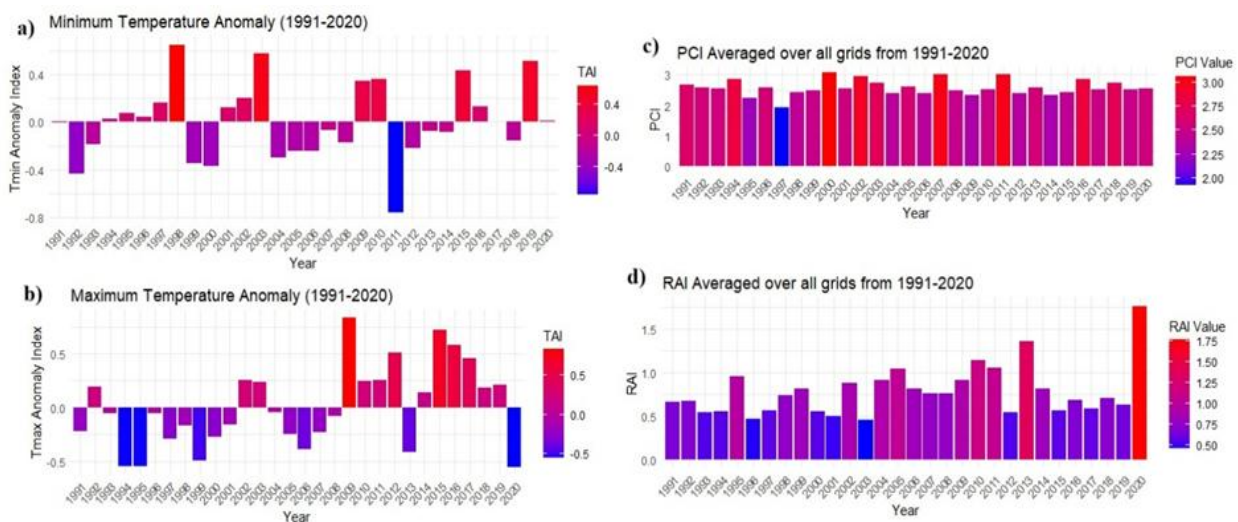 a) Minimum Temperature Anomaly (1991-2020)
Tmin Anomaly Index
0.4
0.0
-0.4
-0.8
1991 1992 1993 1994 1995 1996 1997 1998 1999 2000 2001 2002 2003 2004 2005 2006 2007 2008 2009 2010 2011 2012 2013 2014 2015 2016 2017 2018 2019 2020
Year
TAI
0.4
0.0
-0.4
b) Maximum Temperature Anomaly (1991-2020)
Tmax Anomaly Index
0.5
0.0
-0.5
1991 1992 1993 1994 1995 1996 1997 1998 1999 2000 2001 2002 2003 2004 2005 2006 2007 2008 2009 2010 2011 2012 2013 2014 2015 2016 2017 2018 2019 2020
Year
TAI
0.5
0.0
-0.5
c) PCI Averaged over all grids from 1991-2020
PCI
3
2
1
0
1991 1992 1993 1994 1995 1996 1997 1998 1999 2000 2001 2002 2003 2004 2005 2006 2007 2008 2009 2010 2011 2012 2013 2014 2015 2016 2017 2018 2019 2020
Year
PCI Value
3.00
2.75
2.50
2.25
2.00
d) RAI Averaged over all grids from 1991-2020
RAI
1.5
1.0
0.5
0.0
1991 1992 1993 1994 1995 1996 1997 1998 1999 2000 2001 2002 2003 2004 2005 2006 2007 2008 2009 2010 2011 2012 2013 2014 2015 2016 2017 2018 2019 2020
Year
RAI Value
1.75
1.50
1.25
1.00
0.75
0.50